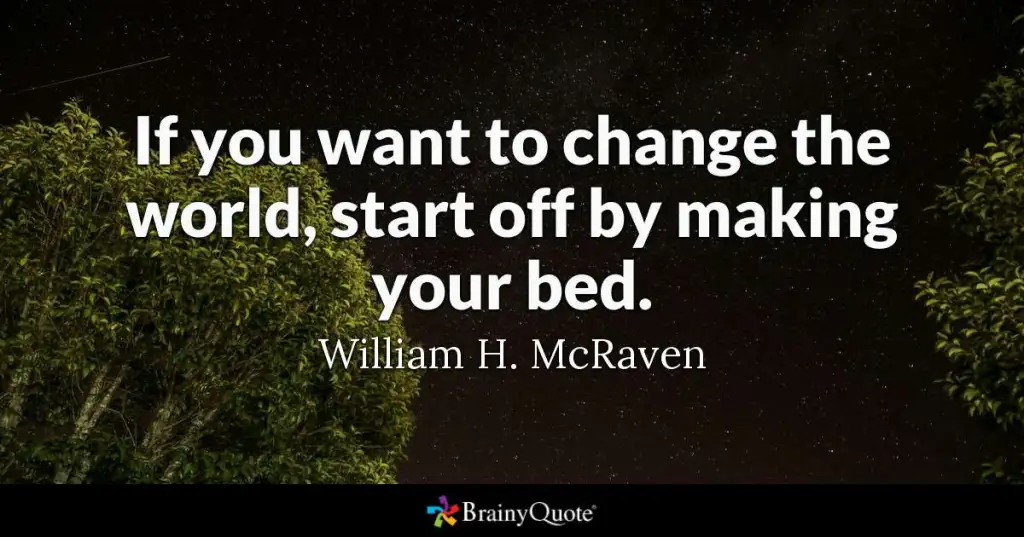 If you want to change the
world, start off by making
your bed.
William H. McRaven
BrainyQuote®